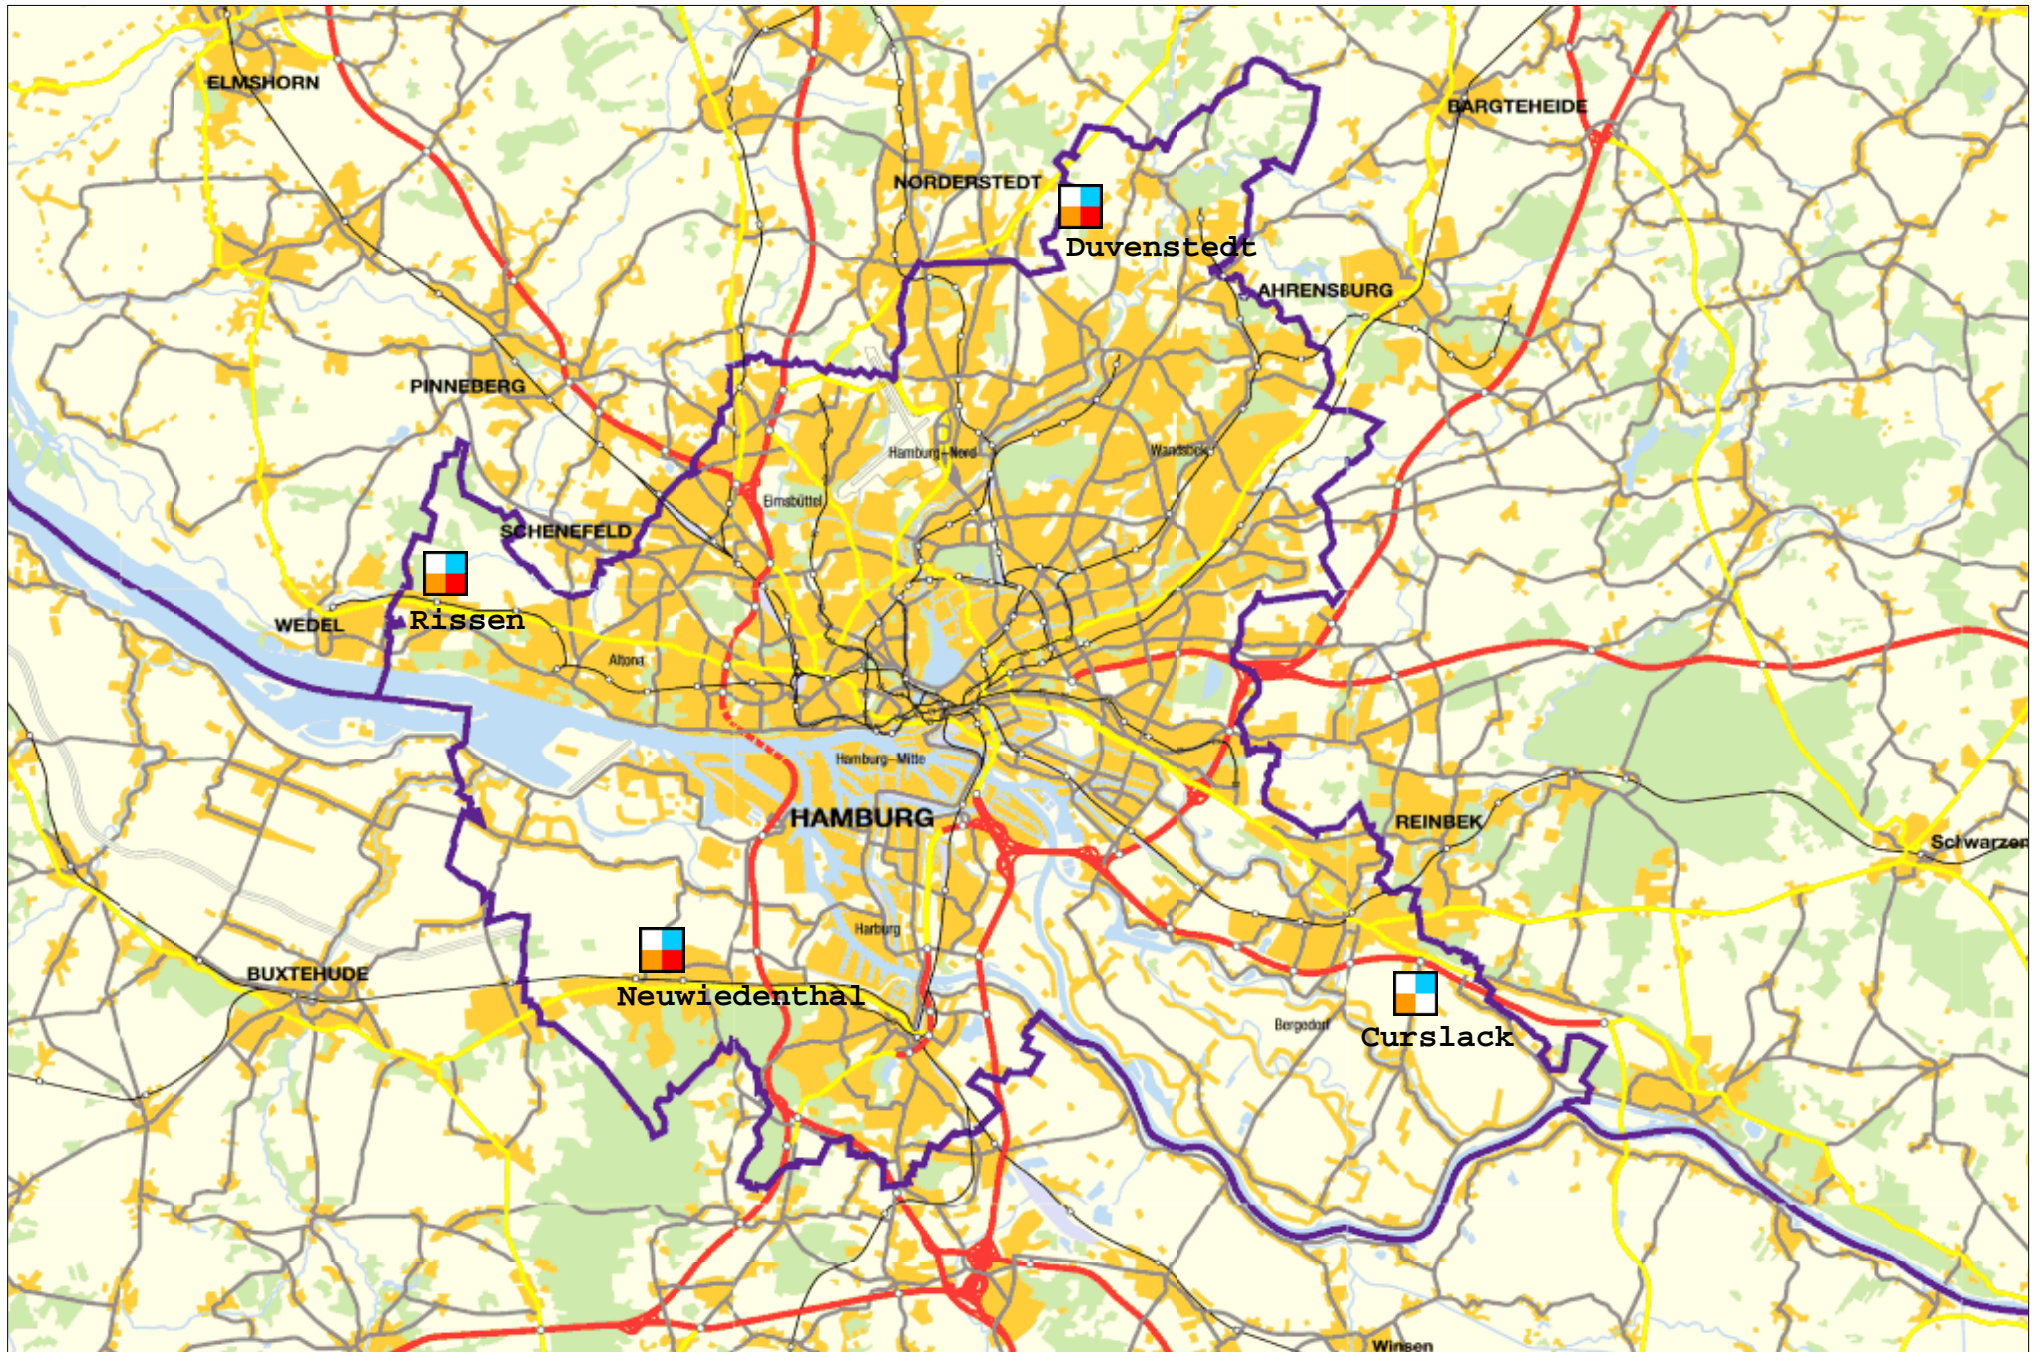 ELMSHORN
BARGTEHEIDE
NORDERSTEDT
Duvenstedt
AHRENSBURG
PINNEBERG
Hamburg-Nord
Wandsbek
Eimsbüttel
SCHENEFELD
Rissen
WEDEL
Altona
Hamburg-Mitte
HAMBURG
REINBEK
Schwarzen
Harburg
BUXTEHUDE
Neuwiedenthal
Bergedorf
Curslack
Winsen